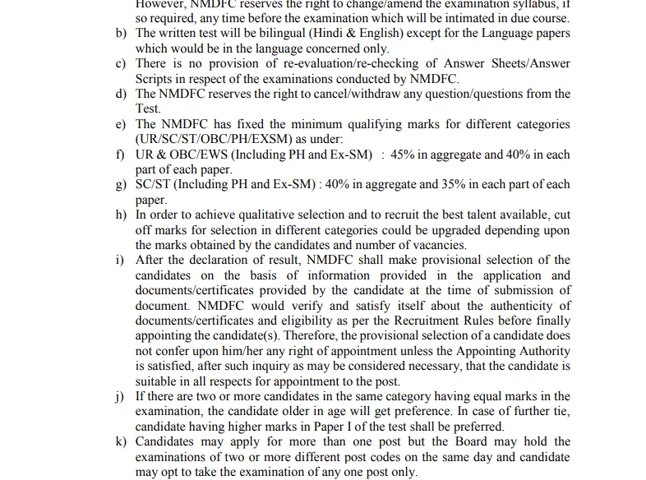 However, NMDFC reserves the right to change/amend the examination syllabus, if
so required, any time before the examination which will be intimated in due course.
b) The written test will be bilingual (Hindi & English) except for the Language papers
which would be in the language concerned only.
c) There is no provision of re-evaluation/re-checking of Answer Sheets/Answer
Scripts in respect of the examinations conducted by NMDFC.
d) The NMDFC reserves the right to cancel/withdraw any question/questions from the
Test.
e) The NMDFC has fixed the minimum qualifying marks for different categories
(UR/SC/ST/OBC/PH/EXSM) as under:
f) UR & OBC/EWS (Including PH and Ex-SM) : 45% in aggregate and 40% in each
part of each paper.
g) SC/ST (Including PH and Ex-SM) : 40% in aggregate and 35% in each part of each
paper.
h) In order to achieve qualitative selection and to recruit the best talent available, cut
off marks for selection in different categories could be upgraded depending upon
the marks obtained by the candidates and number of vacancies.
i) After the declaration of result, NMDFC shall make provisional selection of the
candidates on the basis of information provided in the application and
documents/certificates provided by the candidate at the time of submission of
document. NMDFC would verify and satisfy itself about the authenticity of
documents/certificates and eligibility as per the Recruitment Rules before finally
appointing the candidate(s). Therefore, the provisional selection of a candidate does
not confer upon him/her any right of appointment unless the Appointing Authority
is satisfied, after such inquiry as may be considered necessary, that the candidate is
suitable in all respects for appointment to the post.
j) If there are two or more candidates in the same category having equal marks in the
examination, the candidate older in age will get preference. In case of further tie,
candidate having higher marks in Paper I of the test shall be preferred.
k) Candidates may apply for more than one post but the Board may hold the
examinations of two or more different post codes on the same day and candidate
may opt to take the examination of any one post only.